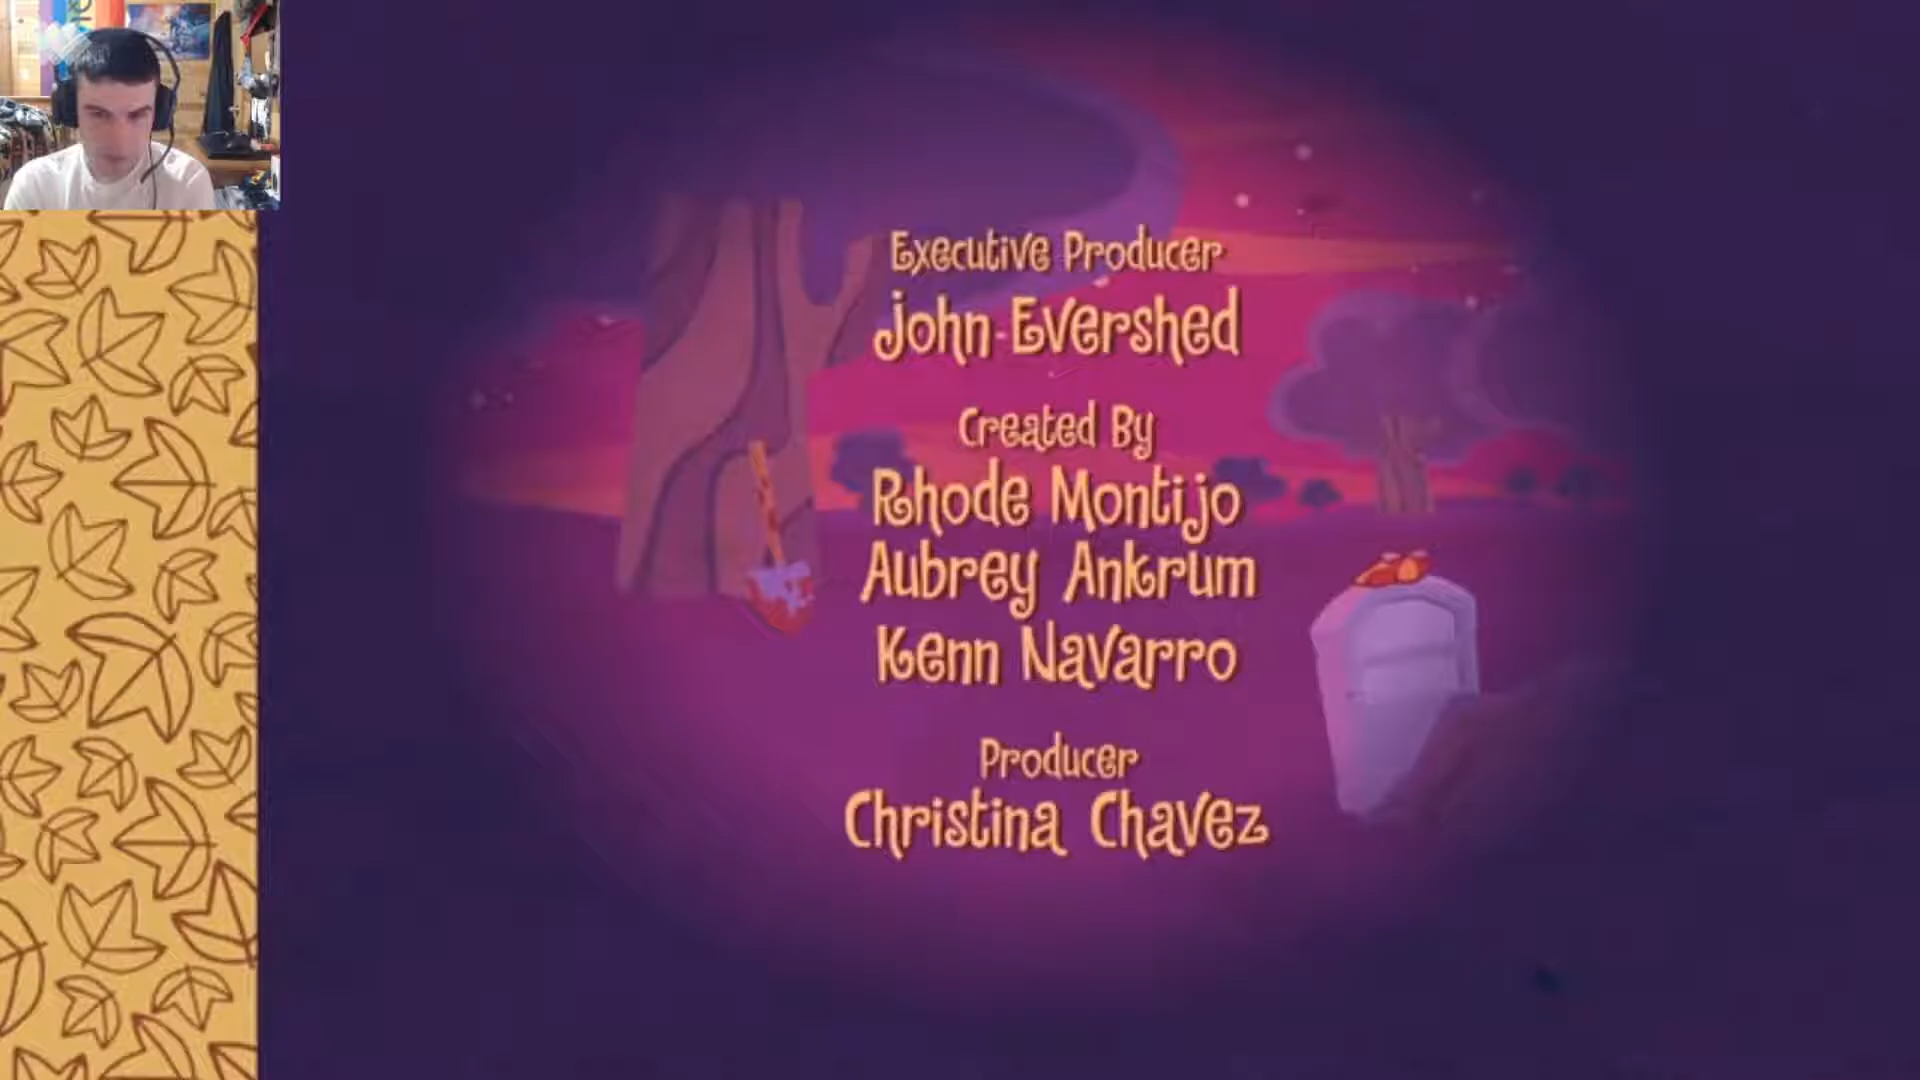 Executive Producer
John Evershed
Created By
Rhode Montijo
Aubrey Ankrum
Kenn Navarro
Producer
Christina Chavez